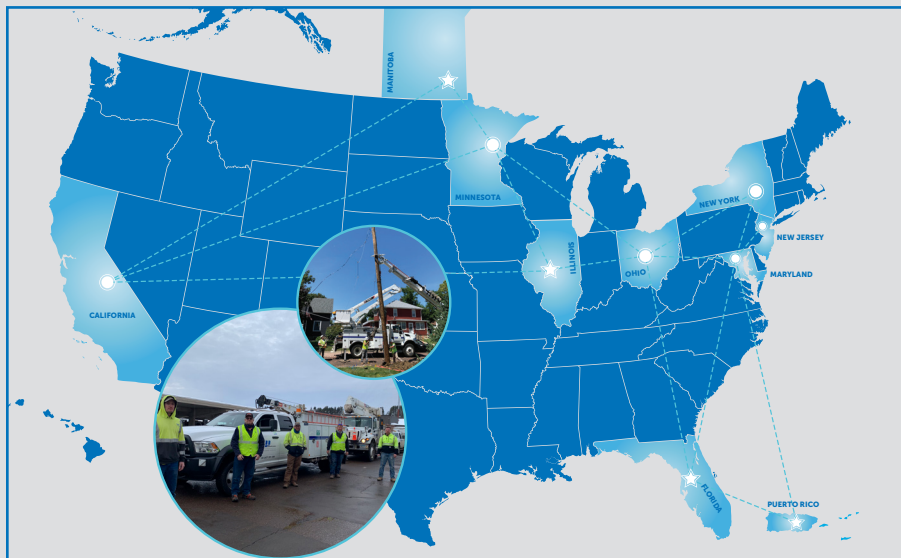 MANITOBA
MINNESOTA
NEW YORK
NEW JERSEY
MARYLAND
ILLINOIS
OHIO
CALIFORNIA
FLORIDA
PUERTO RICO